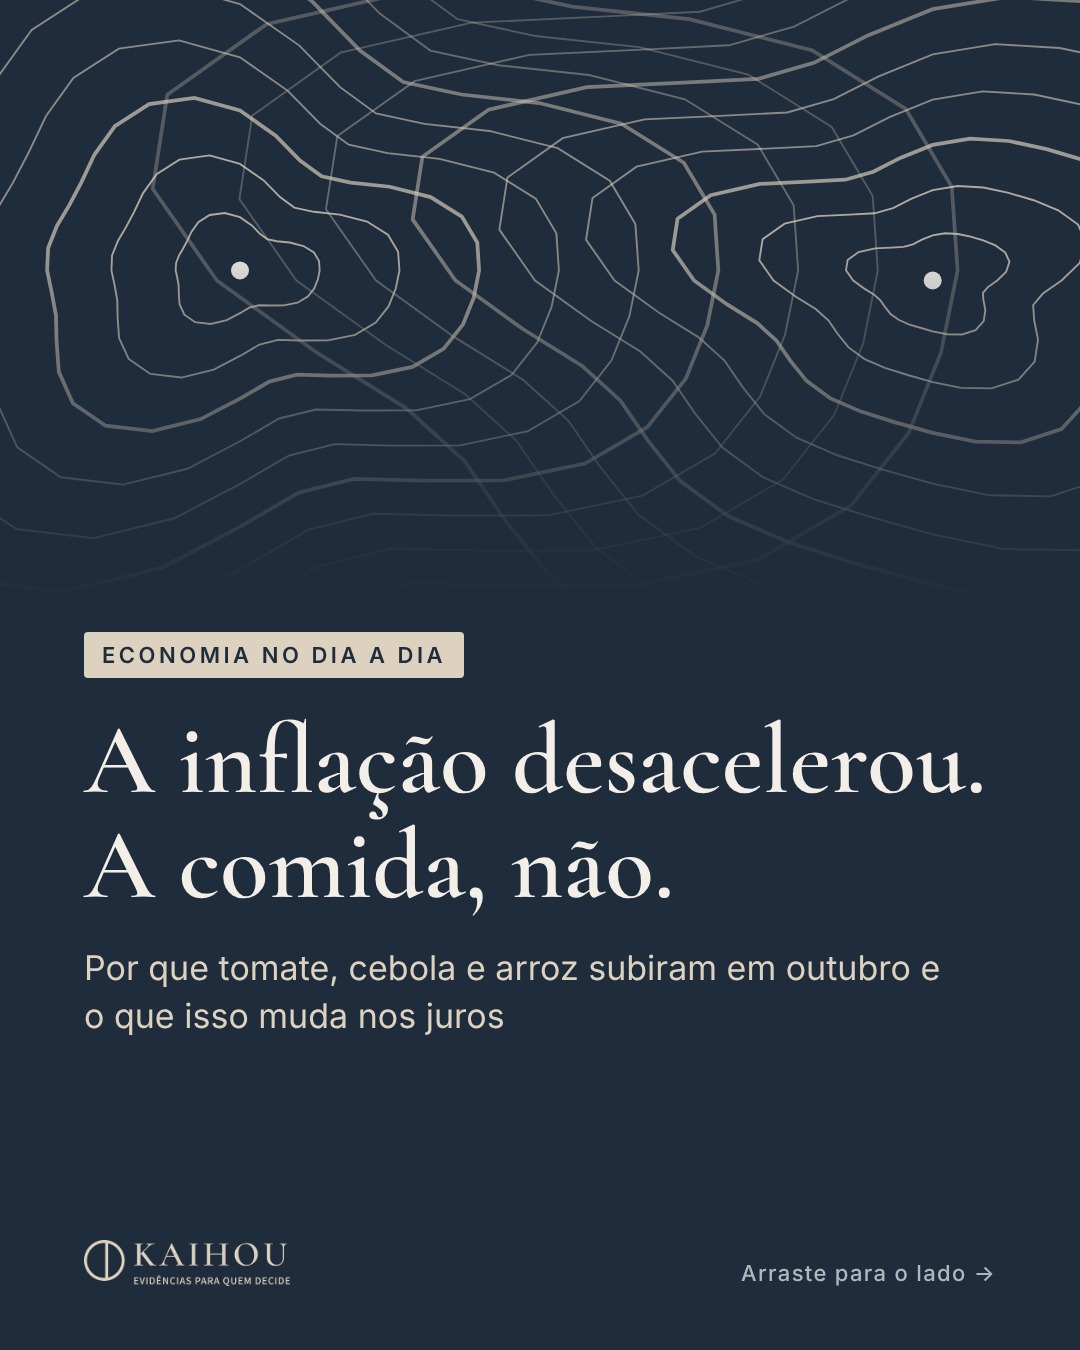 ECONOMIA NO DIA A DIA
A inflação desacelerou.
A comida, não.
Por que tomate, cebola e arroz subiram em outubro e
o que isso muda nos juros
KAIHOU
EVIDÊNCIAS PARA QUEM DECIDE
Arraste para o lado →